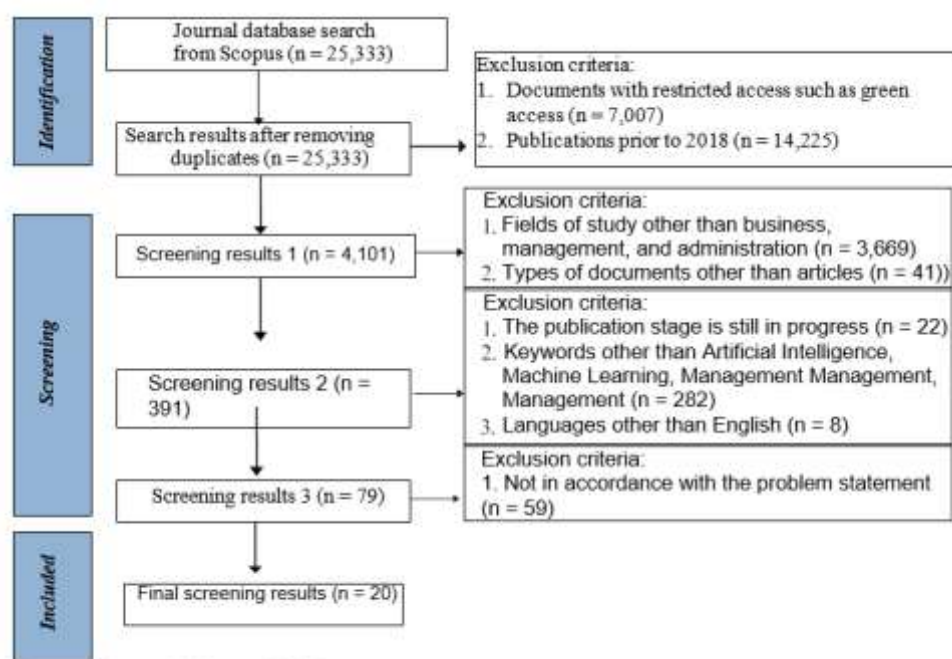 Identification
Journal database search
from Scopus (n = 25,333)
Search results after removing
duplicates (n = 25,333)
Exclusion criteria:
1. Documents with restricted access such as green
access (n = 7,007)
2. Publications prior to 2018 (n = 14,225)
Screening
Screening results 1 (n = 4,101)
Exclusion criteria:
1. Fields of study other than business,
management, and administration (n = 3,669)
2. Types of documents other than articles (n = 41))
Screening results 2 (n =
391)
Exclusion criteria:
1. The publication stage is still in progress (n = 22)
2. Keywords other than Artificial Intelligence,
Machine Learning, Management Management,
Management (n = 282)
3. Languages other than English (n = 8)
Screening results 3 (n = 79)
Exclusion criteria:
1. Not in accordance with the problem statement
(n = 59)
Included
Final screening results (n = 20)